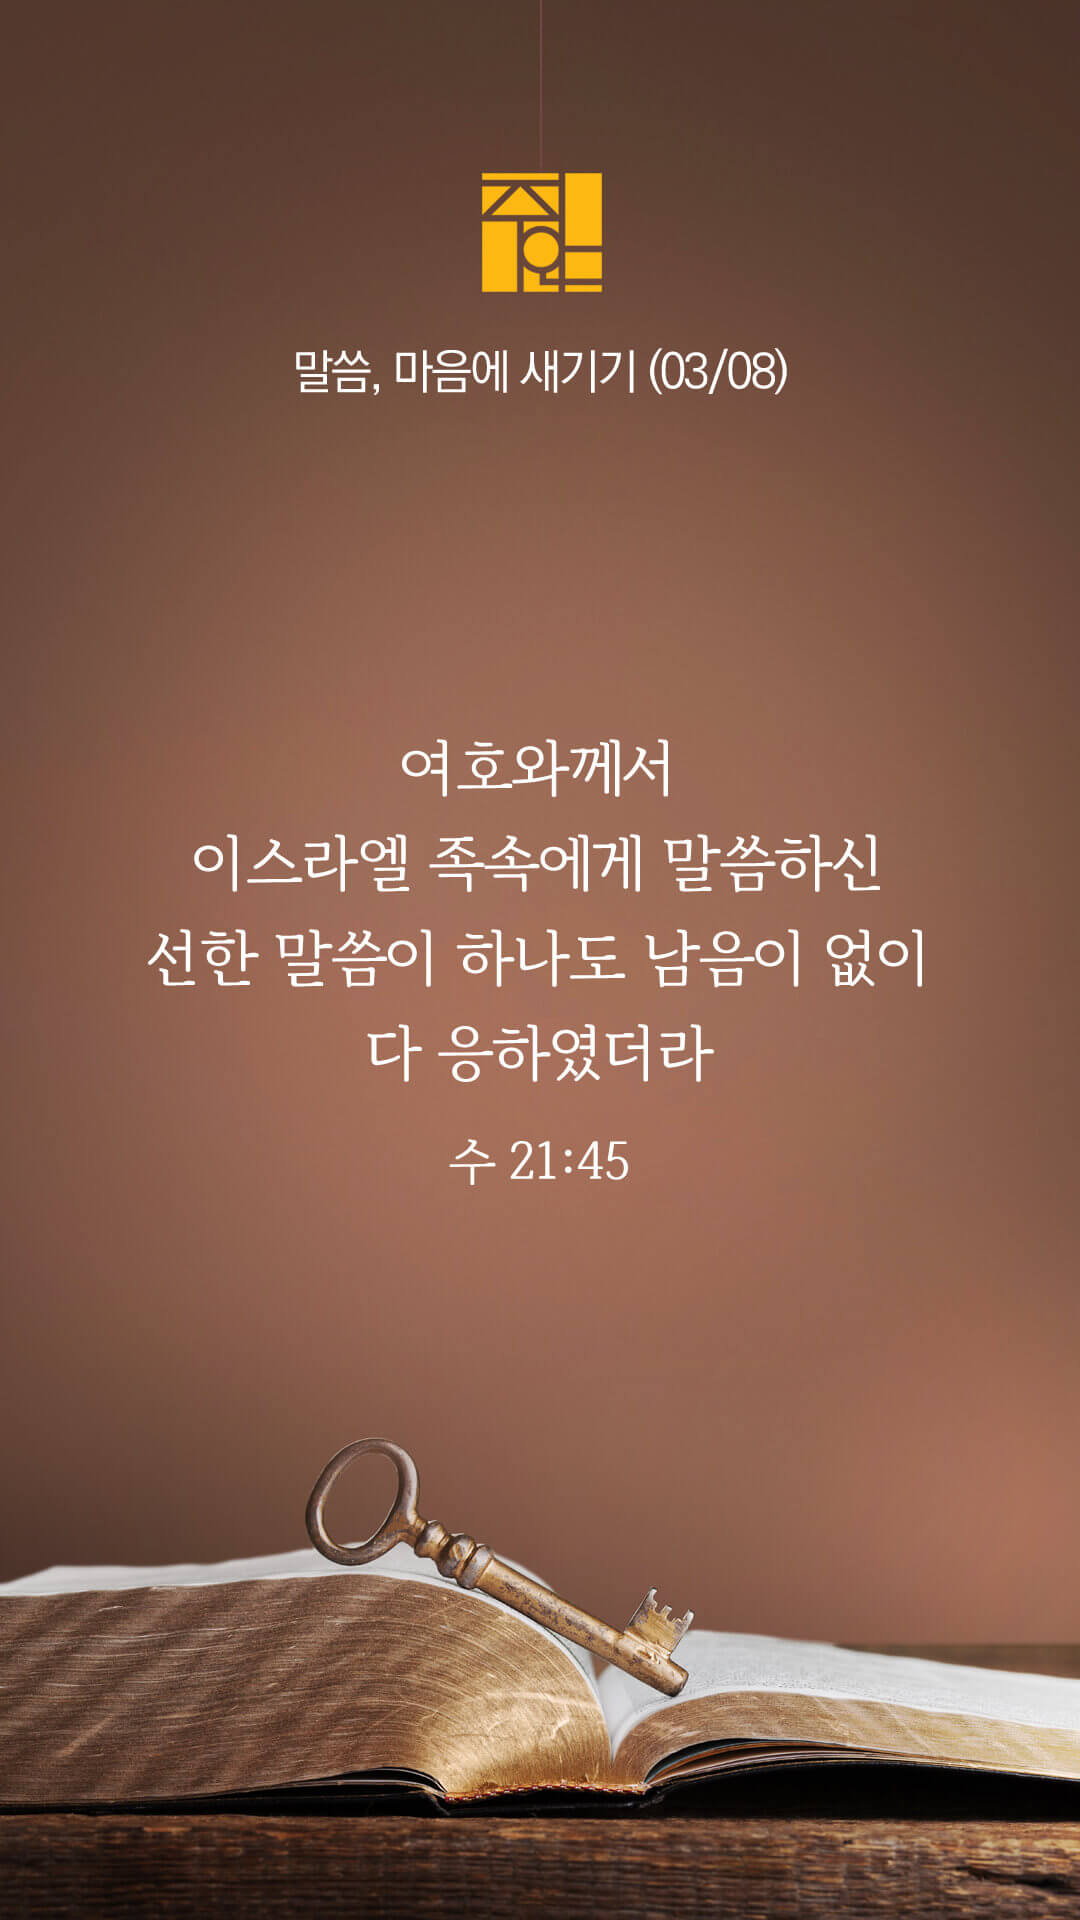 말씀, 마음에 새기기 (03/08)
여호와께서
이스라엘 족속에게 말씀하신
선한 말씀이 하나도 남음이 없이
다 응하였더라
수 21:45